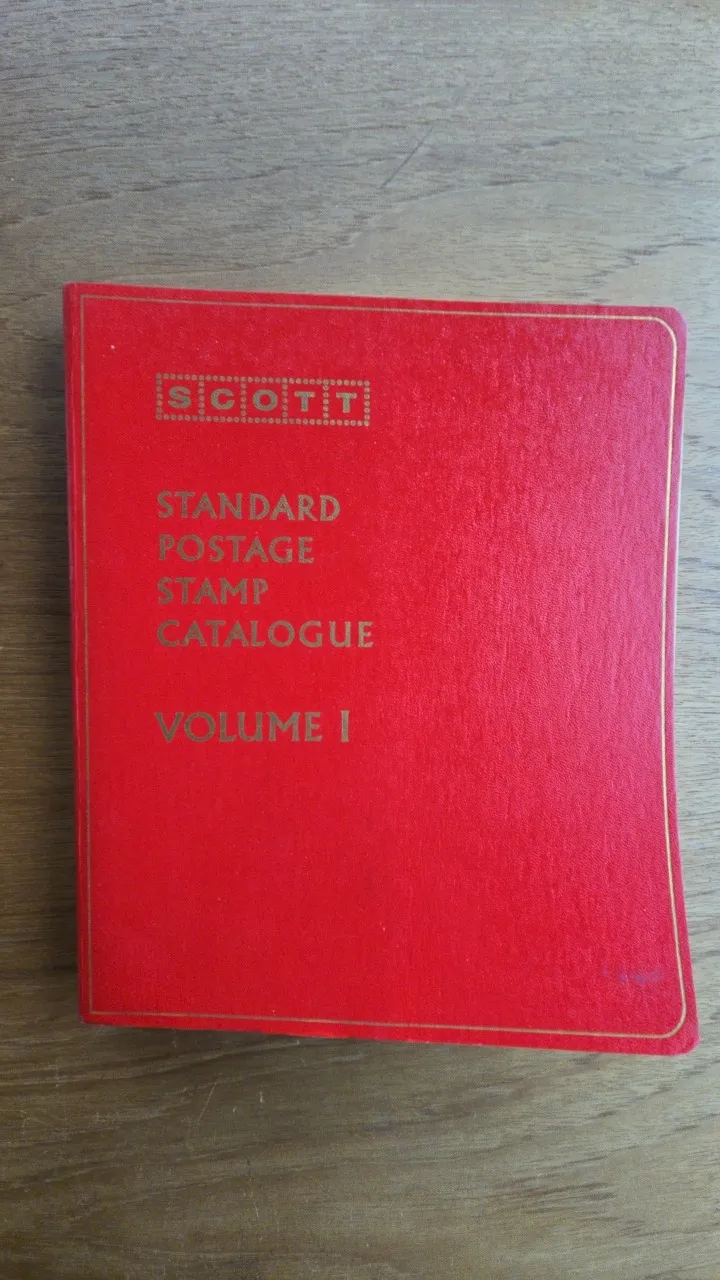 SCOTT
STANDARD
POSTAGE
STAMP
CATALOGUE
VOLUME I